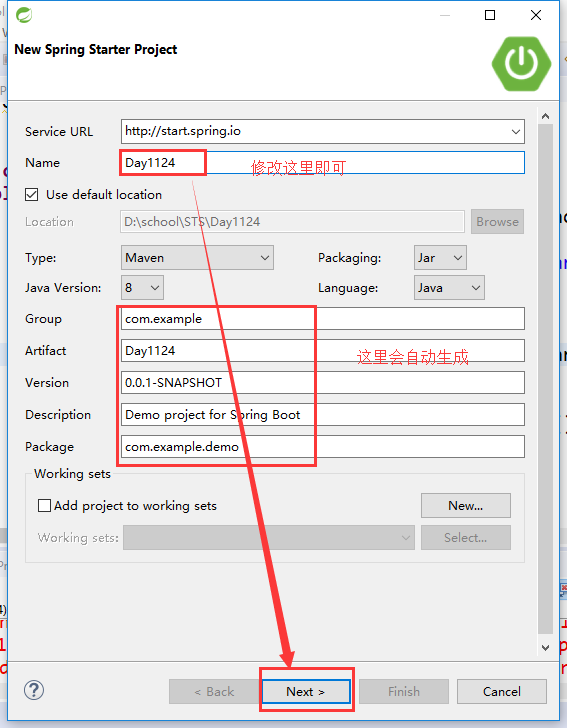 New Spring Starter Project
Service URL http://start.spring.io
Name Day1124 修改这里即可
Use default location
Location D:\school\STS\Day1124 Browse
Type: Maven Packaging: Jar
Java Version: 8 Language: Java
Group com.example
Artifact Day1124 这里会自动生成
Version 0.0.1-SNAPSHOT
Description Demo project for Spring Boot
Package com.example.demo
Working sets
Add project to working sets New...
Working sets: Select...
? < Back Next > Finish Cancel